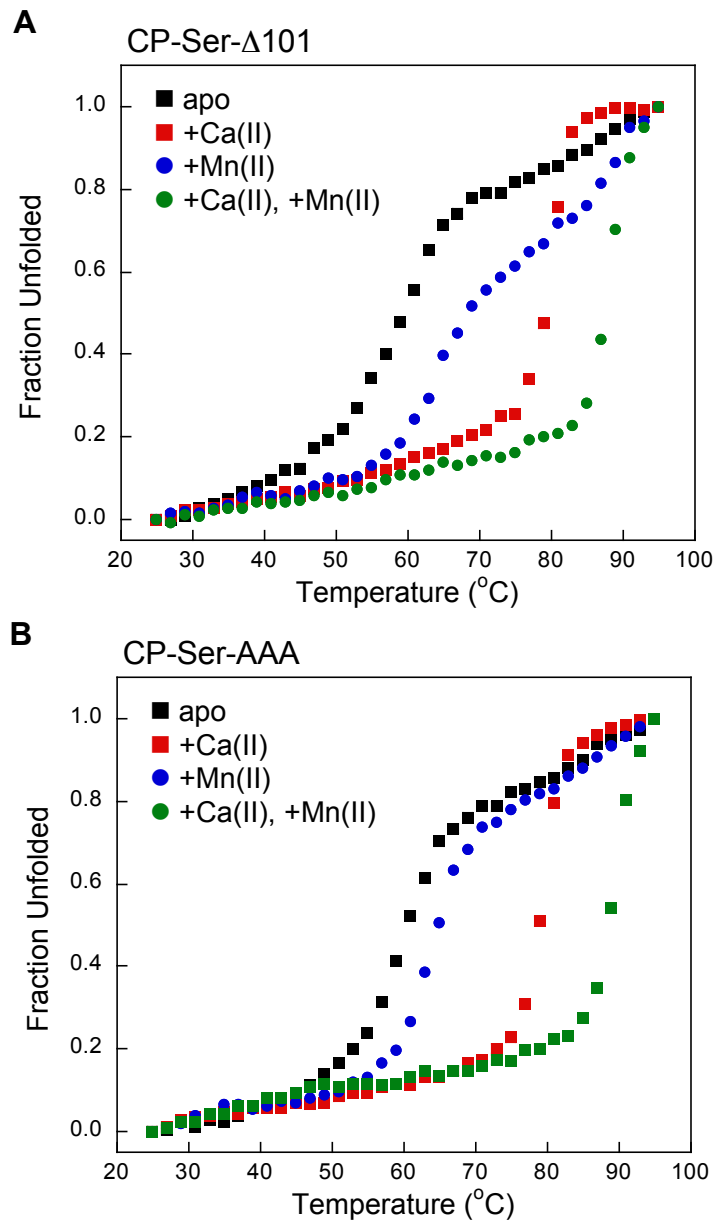 A
CP-Ser-Δ101
apo
+Ca(II)
+Mn(II)
+Ca(II), +Mn(II)
Fraction Unfolded
1.0
0.8
0.6
0.4
0.2
0.0
20 30 40 50 60 70 80 90 100
Temperature (°C)
B
CP-Ser-AAA
apo
+Ca(II)
+Mn(II)
+Ca(II), +Mn(II)
Fraction Unfolded
1.0
0.8
0.6
0.4
0.2
0.0
20 30 40 50 60 70 80 90 100
Temperature (°C)